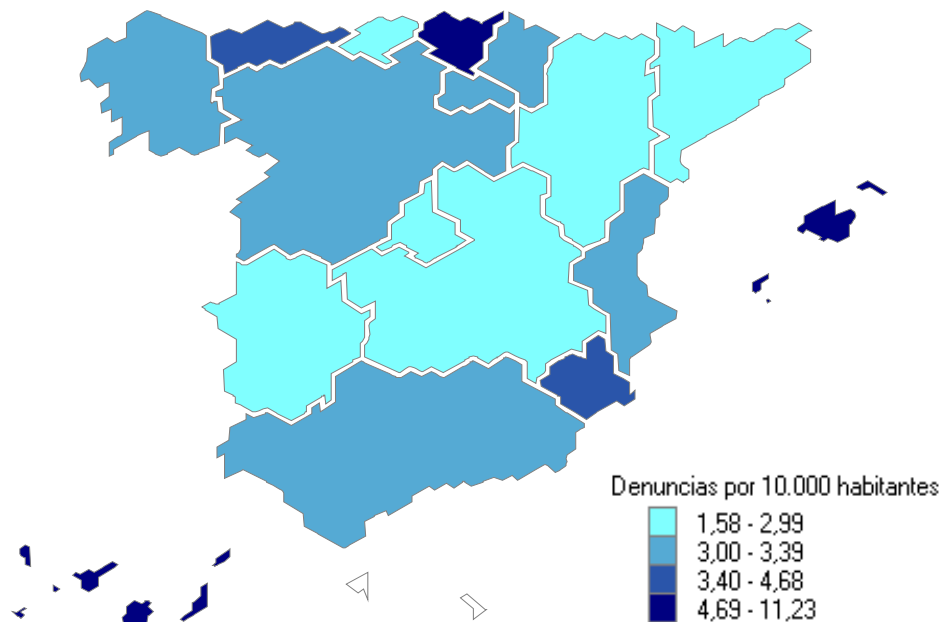 Denuncias por 10.000 habitantes
1,58 - 2,99
3,00 - 3,39
3,40 - 4,68
4,69 - 11,23